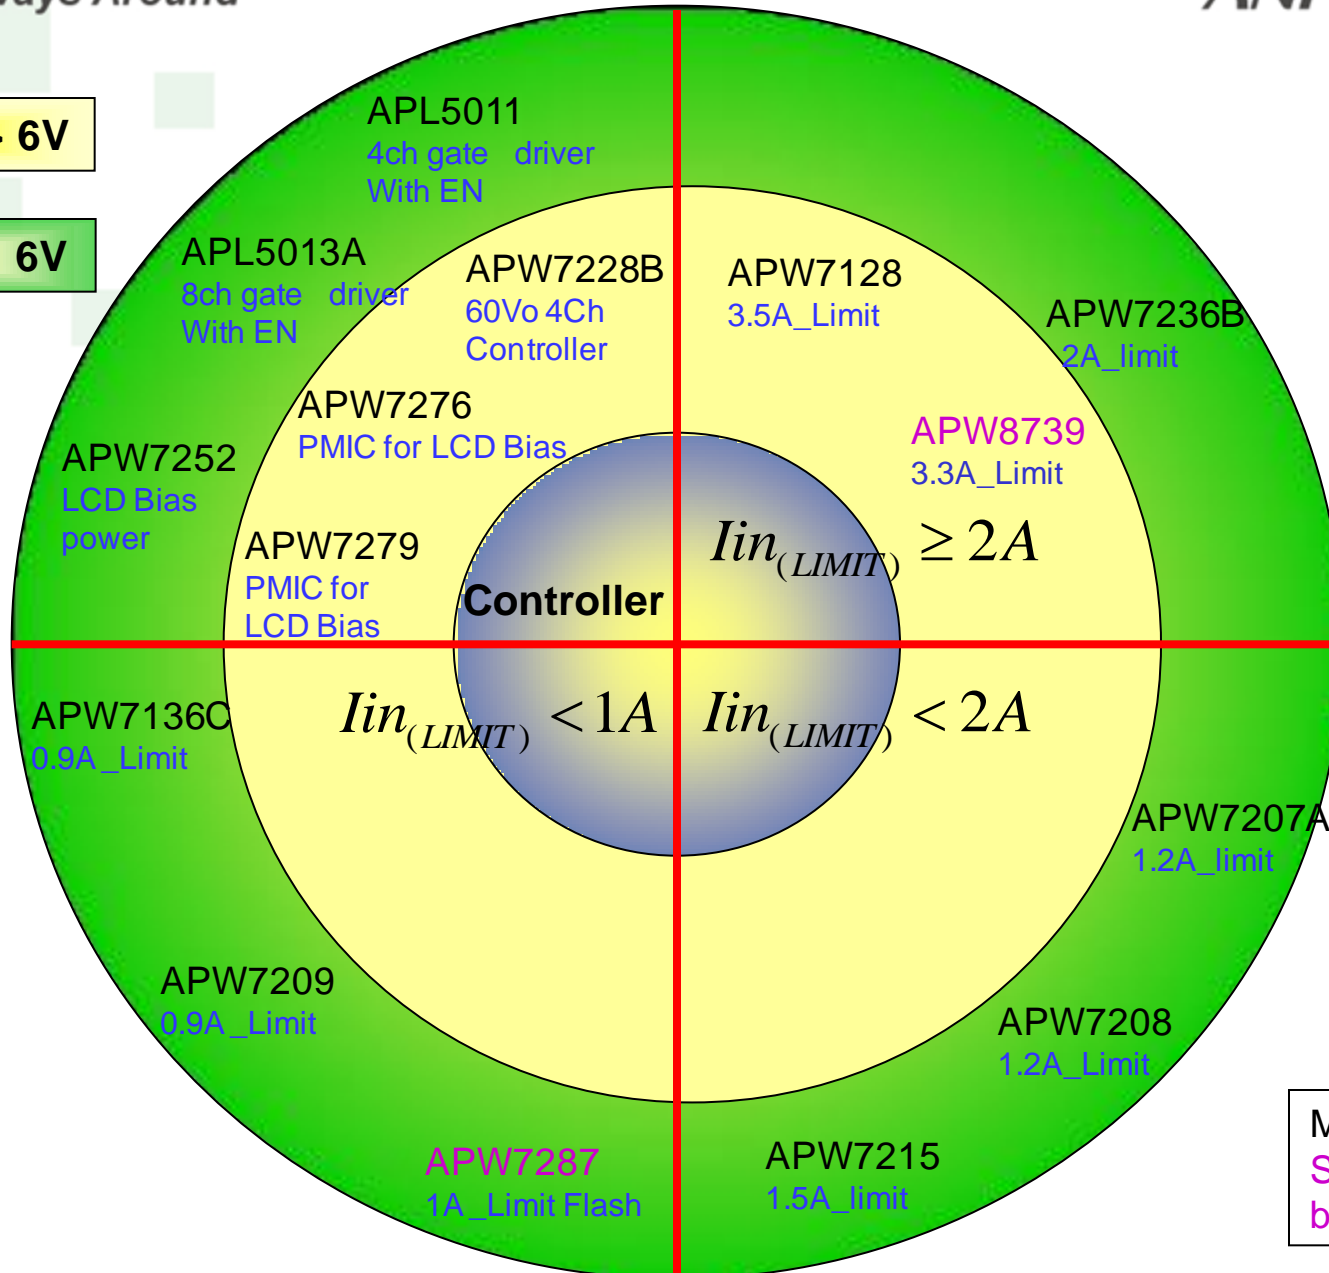 ways Around
6V
6V
APL5011
4ch gate driver
With EN
APL5013A
8ch gate driver
With EN
APW7228B
60Vo 4Ch
Controller
APW7128
3.5A_Limit
APW7236B
2A_limit
APW7276
PMIC for LCD Bias
APW8739
3.3A_Limit
APW7252
LCD Bias
power
APW7279
PMIC for
LCD Bias
Controller
Iin(LIMIT) ≥ 2A
Iin(LIMIT) < 1A
Iin(LIMIT) < 2A
APW7136C
0.9A_Limit
APW7207A
1.2A_limit
APW7209
0.9A_Limit
APW7208
1.2A_Limit
APW7287
1A_Limit Flash
APW7215
1.5A_limit